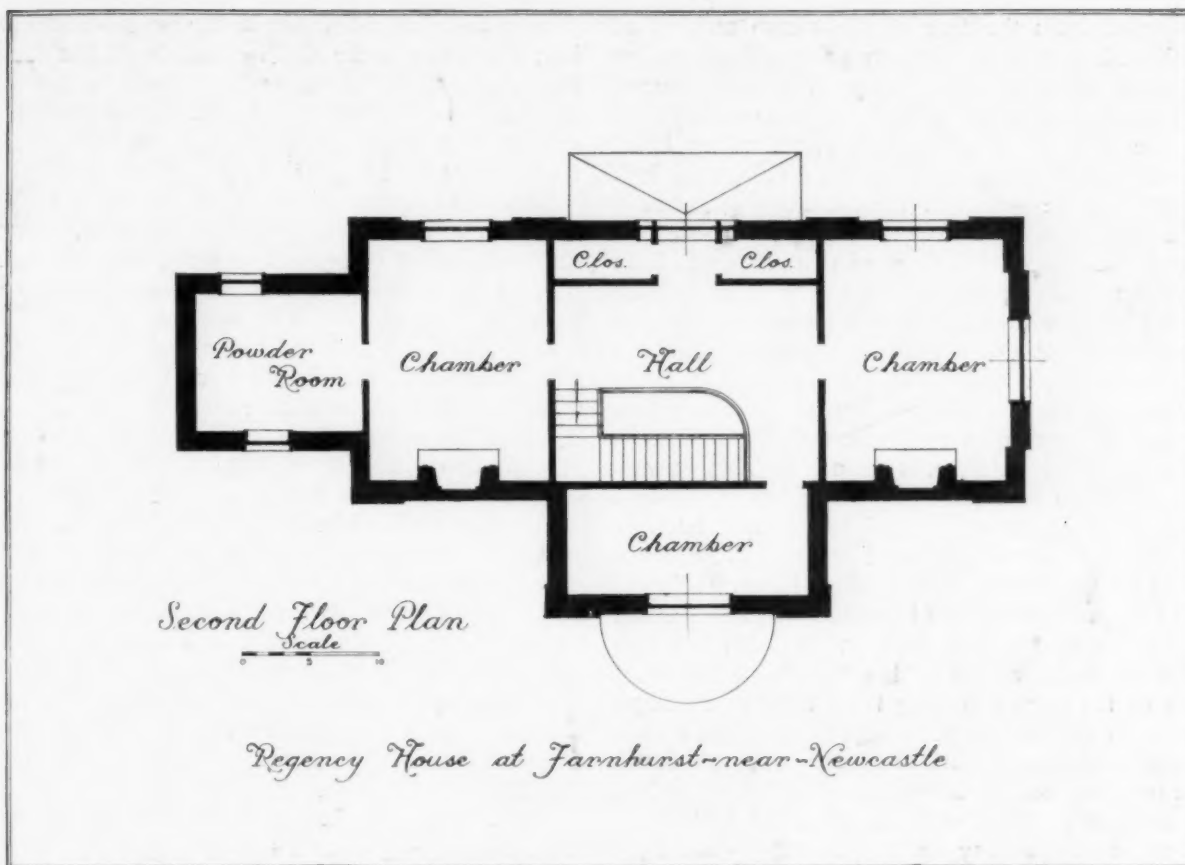 Clos.
Clos.
Powder
Room
Chamber
Hall
Chamber
Chamber
Second Floor Plan
Scale
0 5 10
Regency House at Farnhurst-near-Newcastle